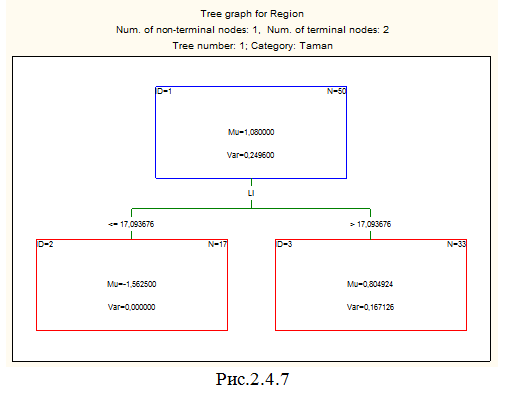 Tree graph for Region
Num. of non-terminal nodes: 1, Num. of terminal nodes: 2
Tree number: 1; Category: Taman
ID=1 N=50
Mu=1,080000
Var=0,249600
LI
<= 17,093676 > 17,093676
ID=2 N=17 ID=3 N=33
Mu=-1,562500 Mu=0,804924
Var=0,000000 Var=0,167126
Рис.2.4.7